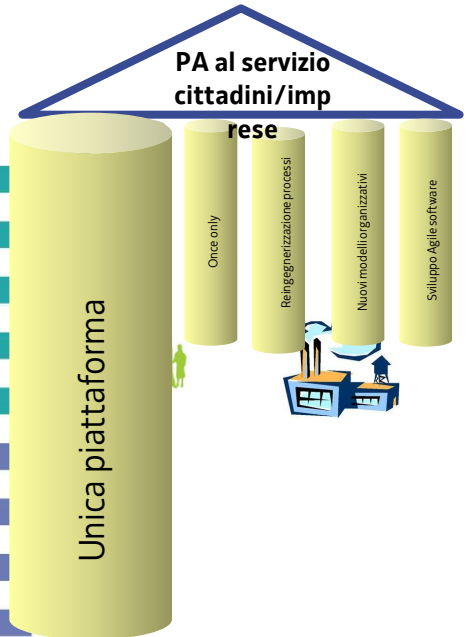 PA al servizio
cittadini/imp
rese
Unica piattaforma
Once only
Reingegnerizzazione processi
Nuovi modelli organizzativi
Sviluppo Agile software